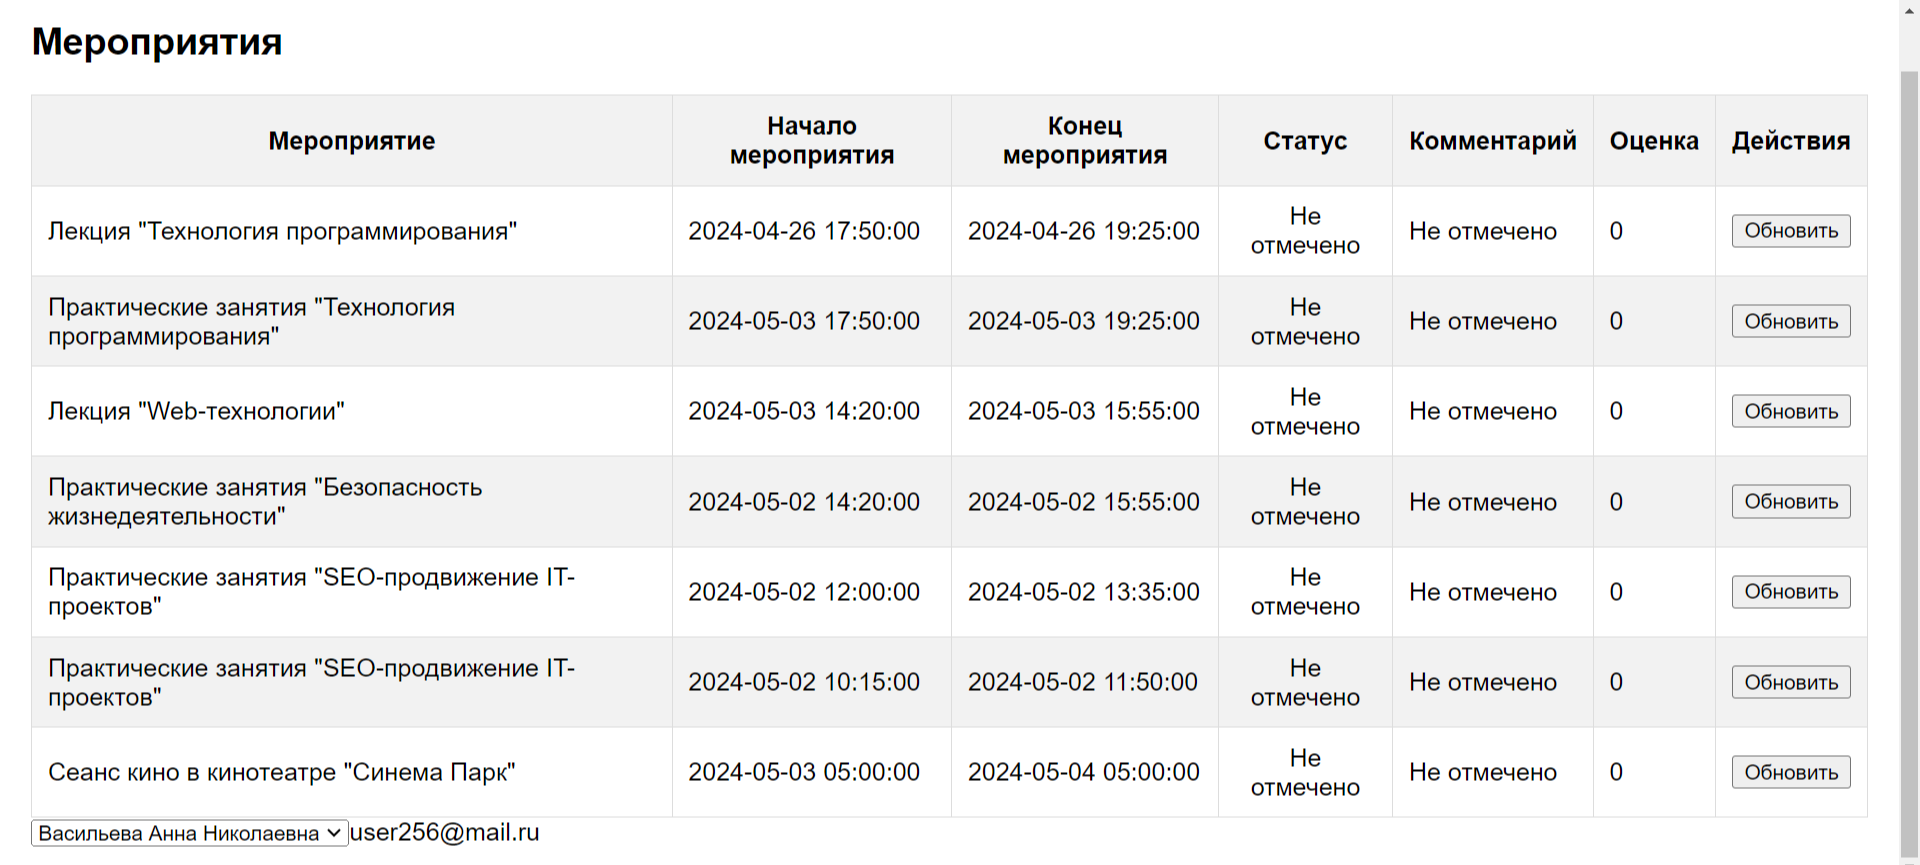 Мероприятия
Мероприятие Начало мероприятия Конец мероприятия Статус Комментарий Оценка Действия
Лекция "Технология программирования" 2024-04-26 17:50:00 2024-04-26 19:25:00 Не отмечено Не отмечено 0 Обновить
Практические занятия "Технология программирования" 2024-05-03 17:50:00 2024-05-03 19:25:00 Не отмечено Не отмечено 0 Обновить
Лекция "Web-технологии" 2024-05-03 14:20:00 2024-05-03 15:55:00 Не отмечено Не отмечено 0 Обновить
Практические занятия "Безопасность жизнедеятельности" 2024-05-02 14:20:00 2024-05-02 15:55:00 Не отмечено Не отмечено 0 Обновить
Практические занятия "SEO-продвижение IT-проектов" 2024-05-02 12:00:00 2024-05-02 13:35:00 Не отмечено Не отмечено 0 Обновить
Практические занятия "SEO-продвижение IT-проектов" 2024-05-02 10:15:00 2024-05-02 11:50:00 Не отмечено Не отмечено 0 Обновить
Сеанс кино в кинотеатре "Синема Парк" 2024-05-03 05:00:00 2024-05-04 05:00:00 Не отмечено Не отмечено 0 Обновить
Васильева Анна Николаевна user256@mail.ru